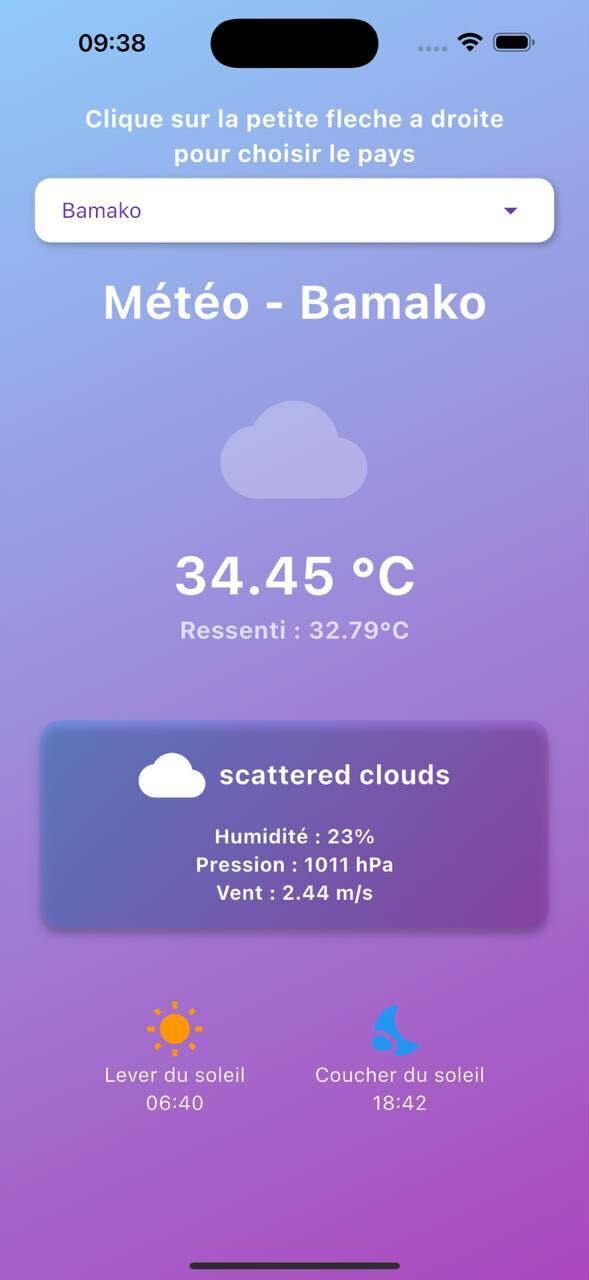 09:38
Clique sur la petite fleche a droite
pour choisir le pays
Bamako
Météo - Bamako
34.45 °C
Ressenti : 32.79°C
scattered clouds
Humidité : 23%
Pression : 1011 hPa
Vent : 2.44 m/s
Lever du soleil
06:40
Coucher du soleil
18:42